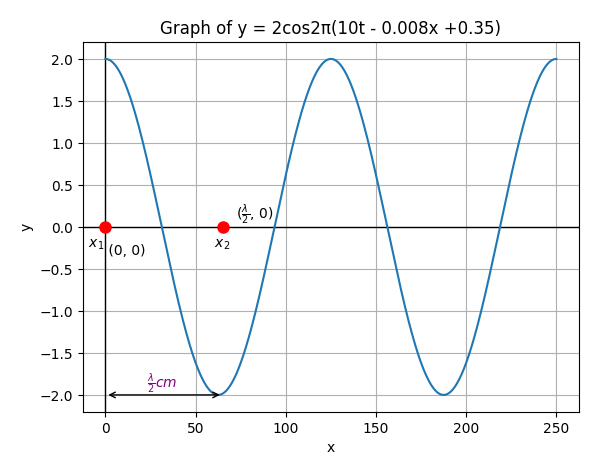 Graph of y = 2cos2π(10t - 0.008x +0.35)
2.0
1.5
1.0
0.5
0.0
−0.5
−1.0
−1.5
−2.0
y
(λ/2, 0)
x₁
(0, 0)
x₂
λ/2 cm
0 50 100 150 200 250
x